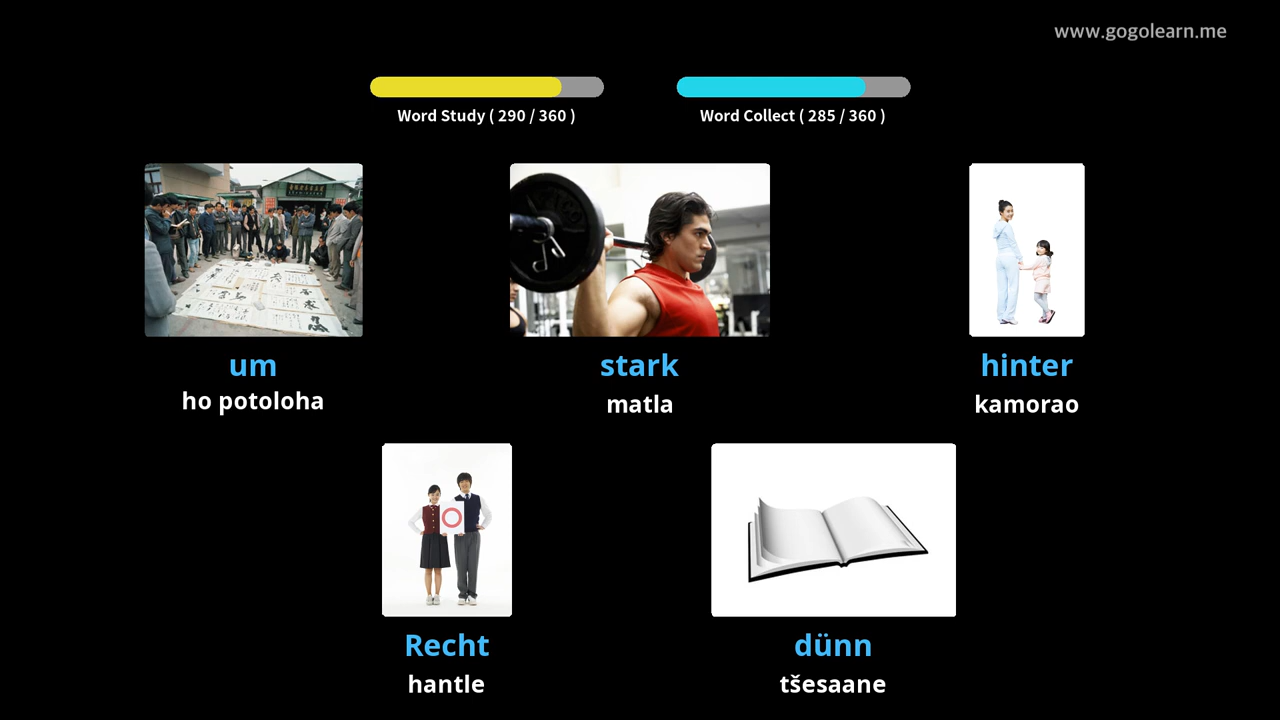 www.gogolearn.me
Word Study ( 290 / 360 )
Word Collect ( 285 / 360 )
um
ho potoloha
stark
matla
hinter
kamorao
Recht
hantle
dünn
tšesaane